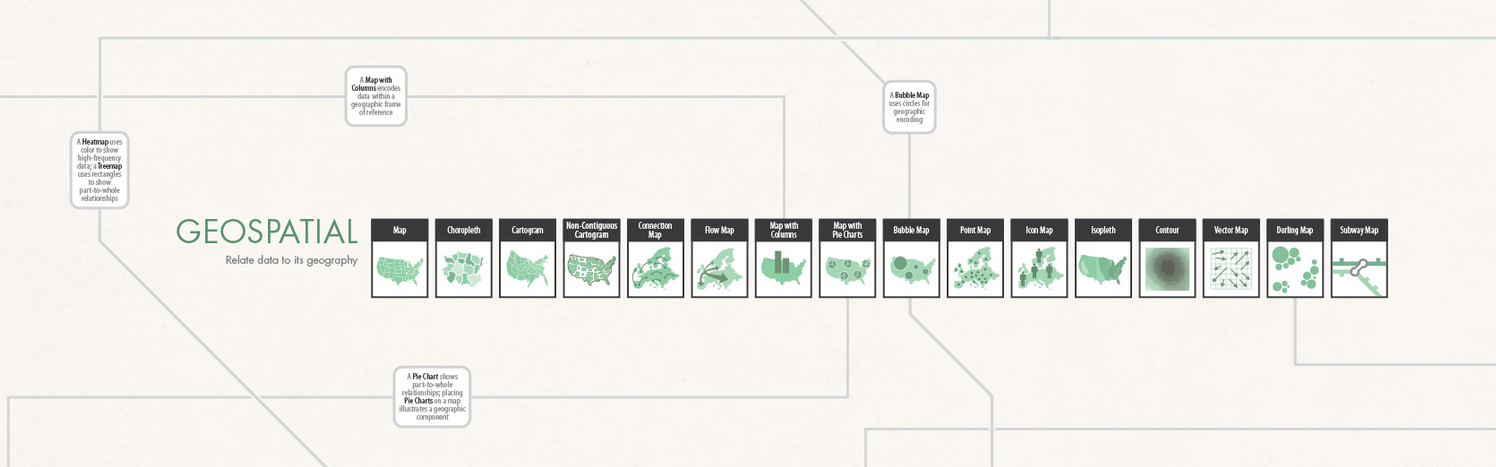 A Map with
Columns encodes
data within a
geographic frame
of reference
A Bubble Map
uses circles for
geographic
encoding
A Heatmap uses
color to show
high-frequency
data; a Treemap
uses rectangles
to show
part-to-whole
relationships
GEOSPATIAL
Relate data to its geography
Map
Choropleth
Cartogram
Non-Contiguous
Cartogram
Connection
Map
Flow Map
Map with
Columns
Map with
Pie Charts
Bubble Map
Point Map
Icon Map
Isopleth
Contour
Vector Map
Dorling Map
Subway Map
A Pie Chart shows
part-to-whole
relationships; placing
Pie Charts on a map
illustrates a geographic
component